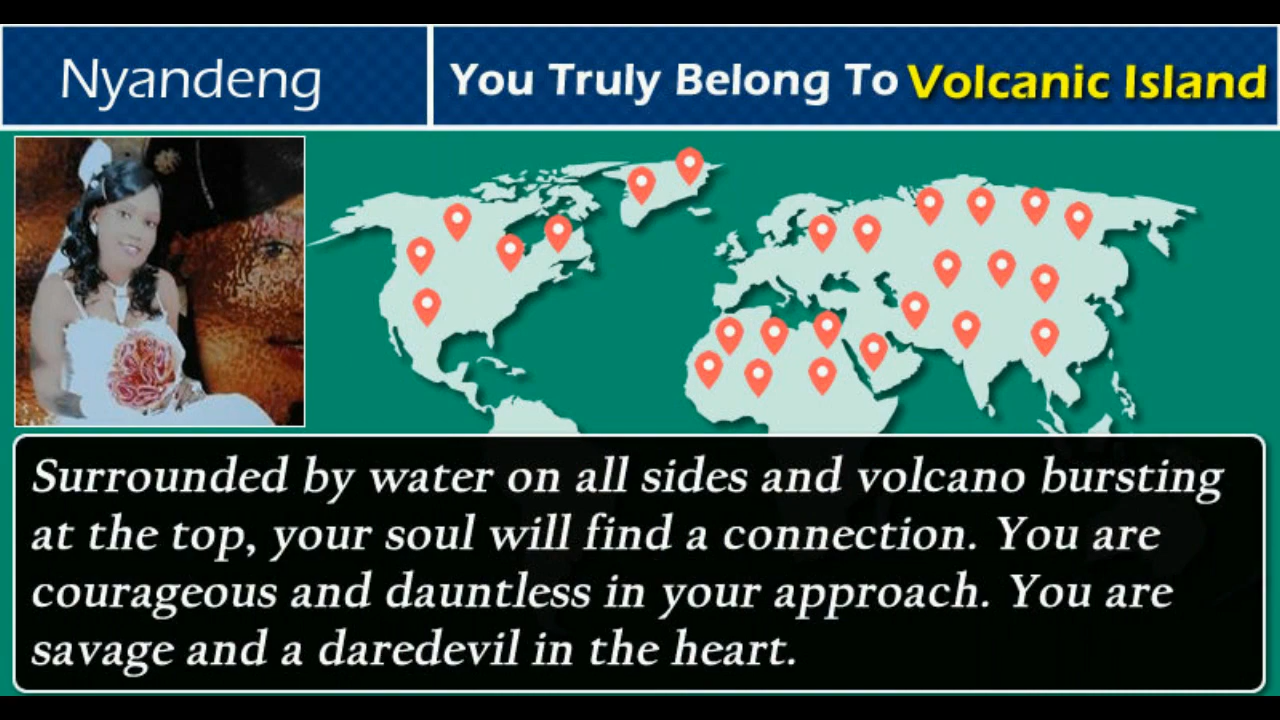 Nyandeng
You Truly Belong To Volcanic Island
Surrounded by water on all sides and volcano bursting
at the top, your soul will find a connection. You are
courageous and dauntless in your approach. You are
savage and a daredevil in the heart.